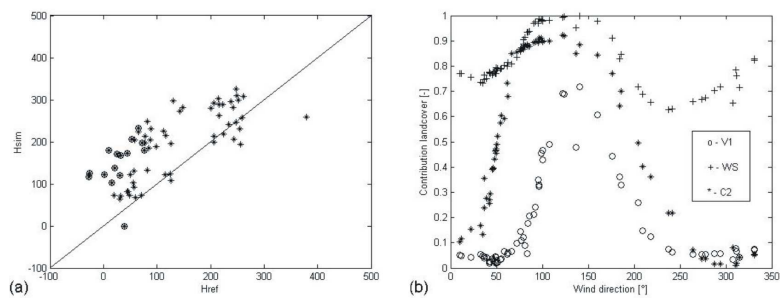 500
400
300
200
100
0
-100
Hsim
-100 0 100 200 300 400 500
Href
(a)
1
0.9
0.8
0.7
0.6
0.5
0.4
0.3
0.2
0.1
0
Contribution landcover [-]
o - V1
+ - WS
* - C2
0 50 100 150 200 250 300 350
Wind direction [°]
(b)